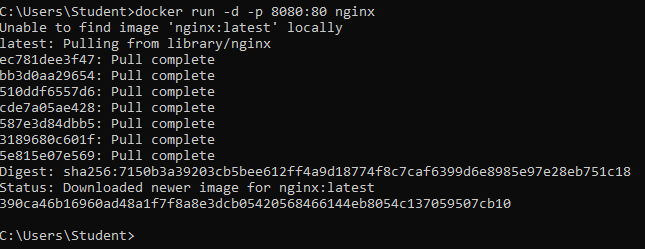 C:\Users\Student>docker run -d -p 8080:80 nginx
Unable to find image 'nginx:latest' locally
latest: Pulling from library/nginx
ec781dee3f47: Pull complete
bb3d0aa29654: Pull complete
510ddf6557d6: Pull complete
cde7a05ae428: Pull complete
587e3d84dbb5: Pull complete
3189680c601f: Pull complete
5e815e07e569: Pull complete
Digest: sha256:7150b3a39203cb5bee612ff4a9d18774f8c7caf6399d6e8985e97e28eb751c18
Status: Downloaded newer image for nginx:latest
390ca46b16960ad48a1f7f8a8e3dcb05420568466144eb8054c137059507cb10
C:\Users\Student>